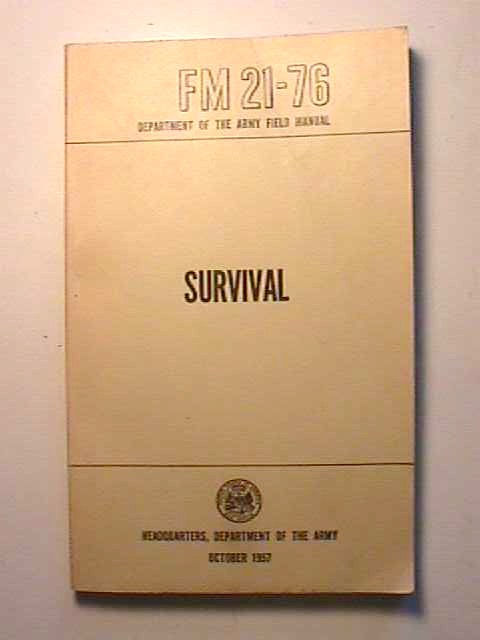 FM 21-76
DEPARTMENT OF THE ARMY FIELD MANUAL
SURVIVAL
HEADQUARTERS, DEPARTMENT OF THE ARMY
OCTOBER 1957